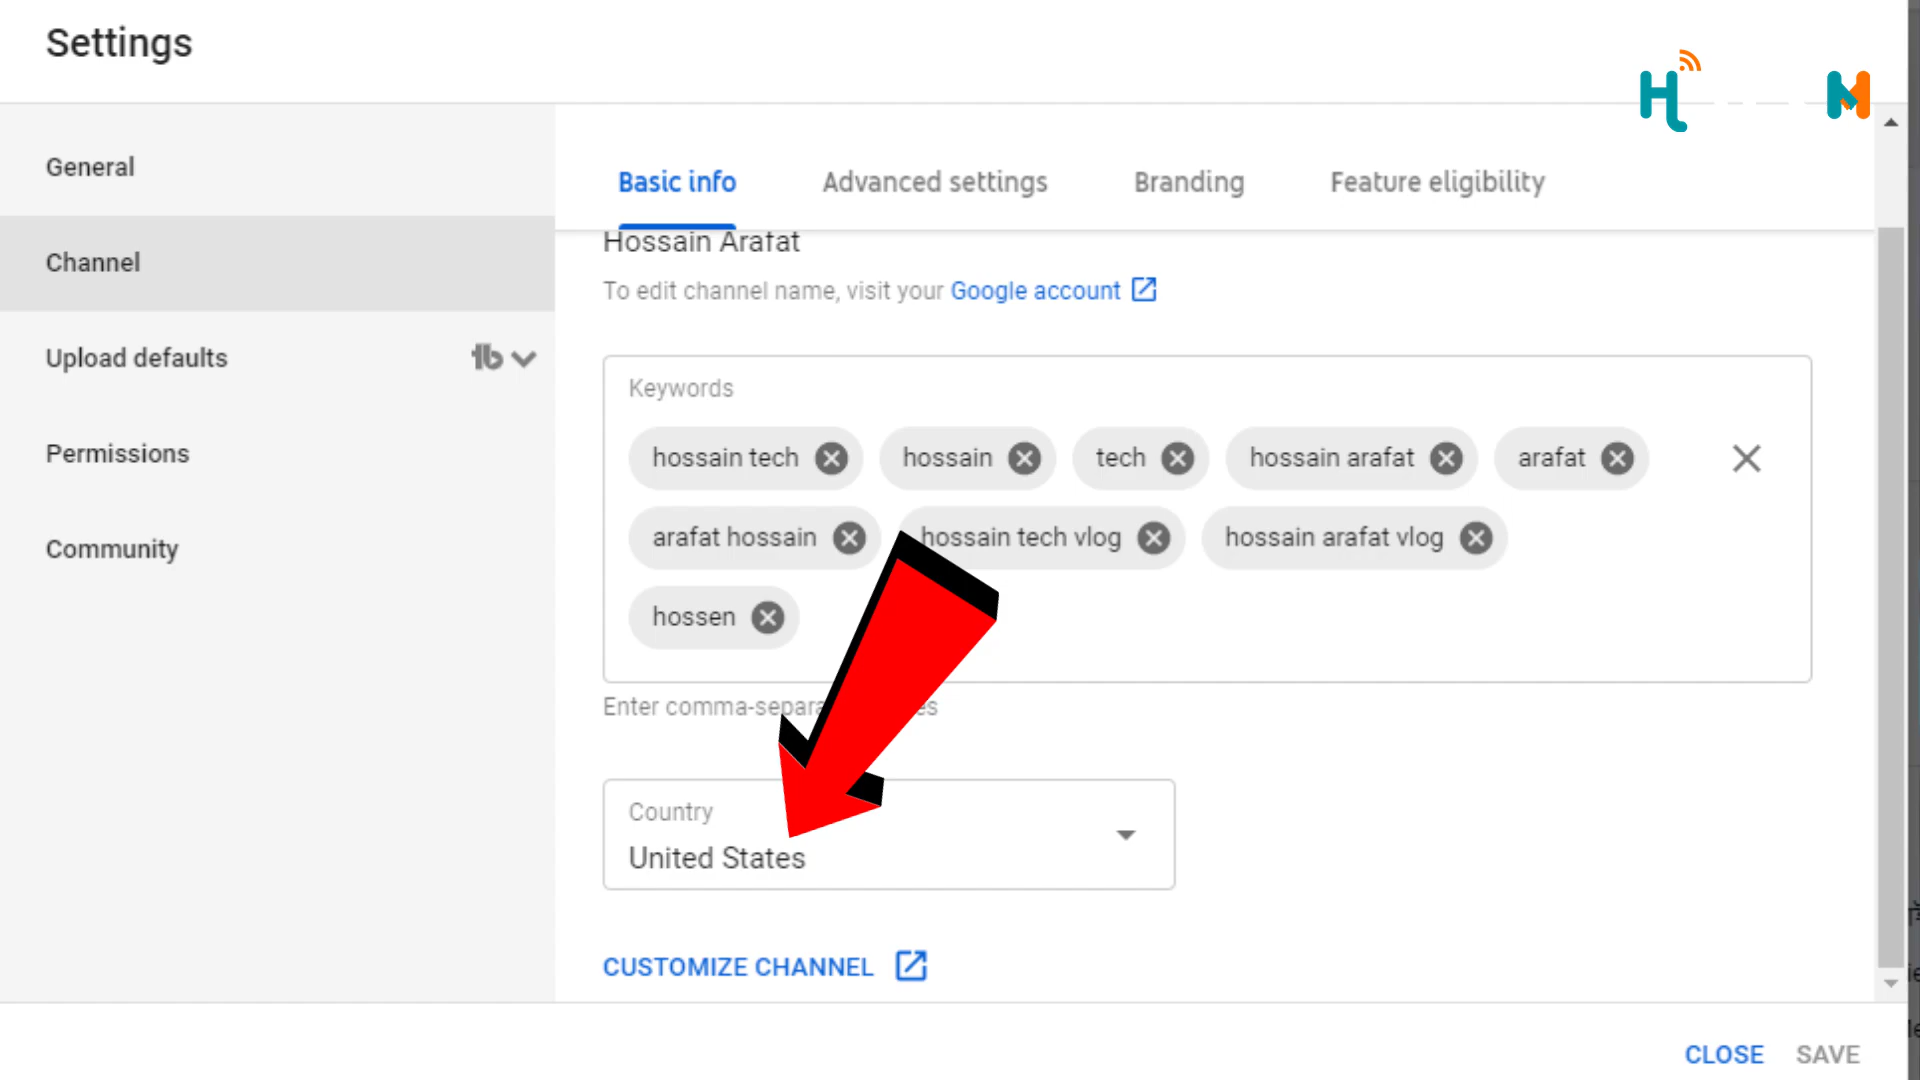 Settings
General
Channel
Upload defaults
Permissions
Community
Basic info
Advanced settings
Branding
Feature eligibility
Hossain Arafat
To edit channel name, visit your Google account
Keywords
hossain tech
hossain
tech
hossain arafat
arafat
arafat hossain
hossain tech vlog
hossain arafat vlog
hossen
Enter comma-
Country
United States
CUSTOMIZE CHANNEL
CLOSE
SAVE